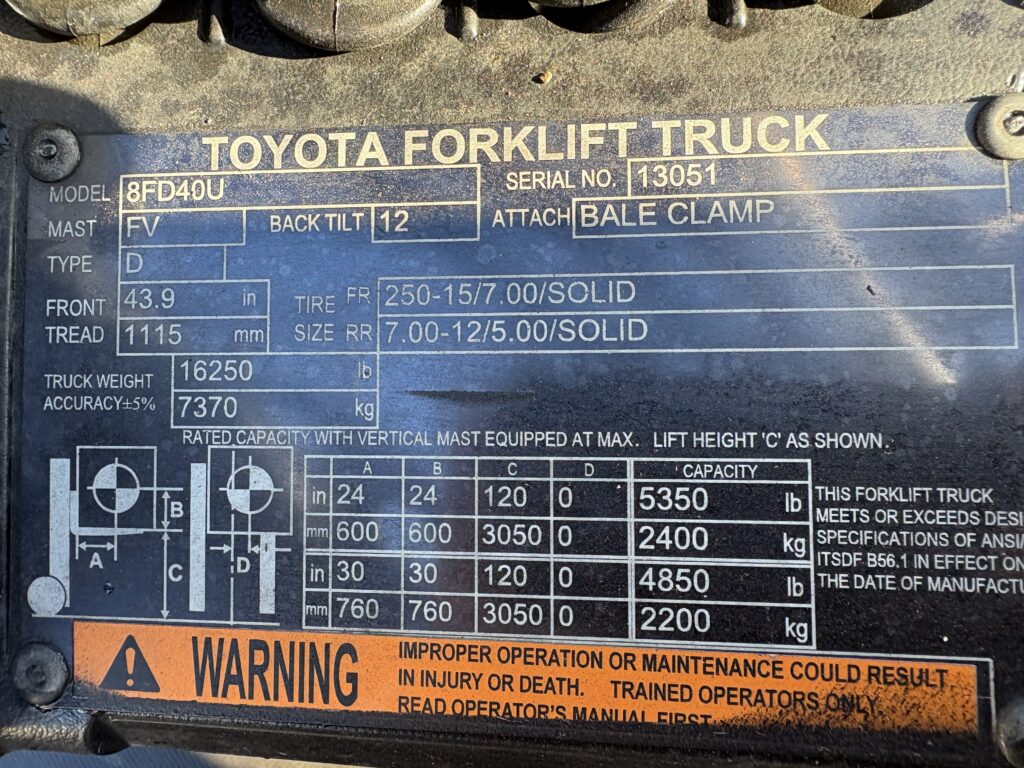 TOYOTA FORKLIFT TRUCK
MODEL 8FD40U SERIAL NO. 13051
MAST FV BACK TILT 12 ATTACH BALE CLAMP
TYPE D
FRONT TREAD 43.9 in TIRE SIZE FR 250-15/7.00/SOLID
1115 mm RR 7.00-12/5.00/SOLID
TRUCK WEIGHT 16250 lb
ACCURACY±5% 7370 kg
RATED CAPACITY WITH VERTICAL MAST EQUIPPED AT MAX. LIFT HEIGHT 'C' AS SHOWN.
A B C D CAPACITY
in 24 24 120 0 5350 lb
mm 600 600 3050 0 2400 kg
in 30 30 120 0 4850 lb
mm 760 760 3050 0 2200 kg
B
A
C
D
THIS FORKLIFT TRUCK
MEETS OR EXCEEDS DESI
SPECIFICATIONS OF ANSI/
ITSDF B56.1 IN EFFECT ON
THE DATE OF MANUFACTU
WARNING
IMPROPER OPERATION OR MAINTENANCE COULD RESULT
IN INJURY OR DEATH. TRAINED OPERATORS ONLY.
READ OPERATOR'S MANUAL FIRST